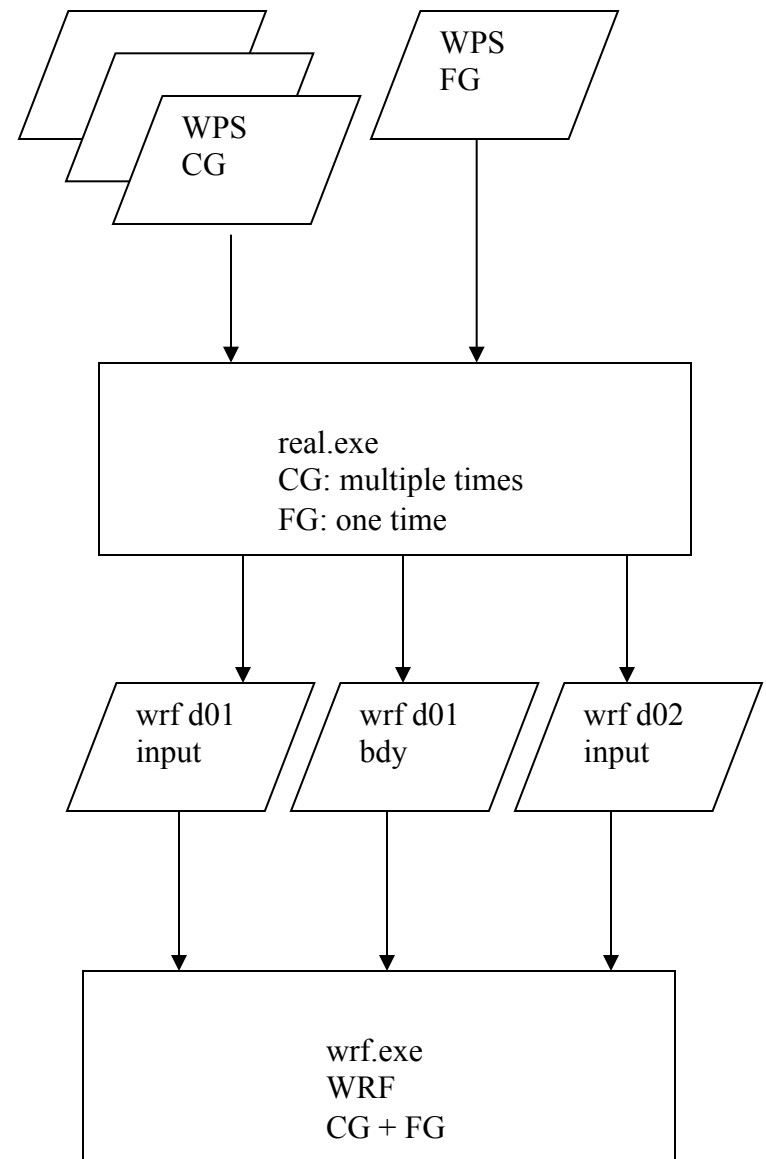 WPS
CG
WPS
FG
real.exe
CG: multiple times
FG: one time
wrf d01
input
wrf d01
bdy
wrf d02
input
wrf.exe
WRF
CG + FG